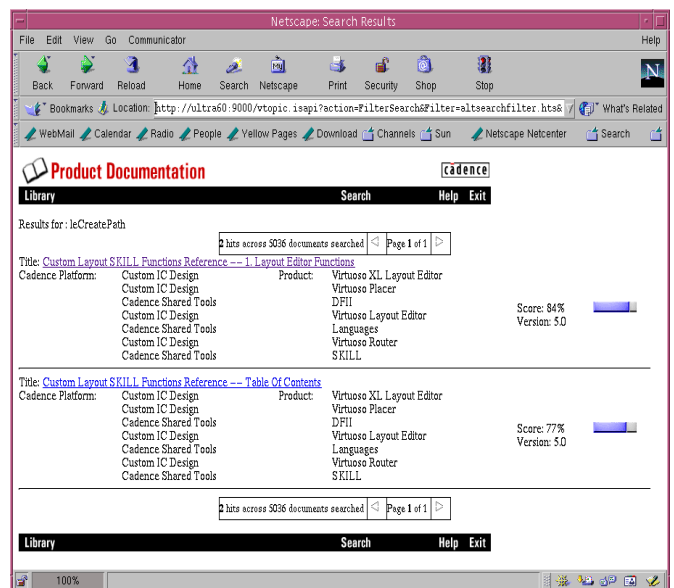 Netscape: Search Results
File Edit View Go Communicator Help
Back Forward Reload Home Search Netscape Print Security Shop Stop
My
N
Bookmarks Location: http://ultra60:9000/vtopic.isapi?action=FilterSearch&Filter=altsearchfilter.hts& What's Related
WebMail Calendar Radio People Yellow Pages Download Channels Sun Netscape Netcenter Search
Product Documentation cādence
Library Search Help Exit
Results for : leCreatePath
2 hits across 5036 documents searched Page 1 of 1
Title: Custom Layout SKILL Functions Reference -- 1. Layout Editor Functions
Cadence Platform: Custom IC Design Product: Virtuoso XL Layout Editor
Custom IC Design Virtuoso Placer
Cadence Shared Tools DFII
Custom IC Design Virtuoso Layout Editor
Cadence Shared Tools Languages
Custom IC Design Virtuoso Router
Cadence Shared Tools SKILL
Score: 84%
Version: 5.0
Title: Custom Layout SKILL Functions Reference -- Table Of Contents
Cadence Platform: Custom IC Design Product: Virtuoso XL Layout Editor
Custom IC Design Virtuoso Placer
Cadence Shared Tools DFII
Custom IC Design Virtuoso Layout Editor
Cadence Shared Tools Languages
Custom IC Design Virtuoso Router
Cadence Shared Tools SKILL
Score: 77%
Version: 5.0
2 hits across 5036 documents searched Page 1 of 1
Library Search Help Exit
100%